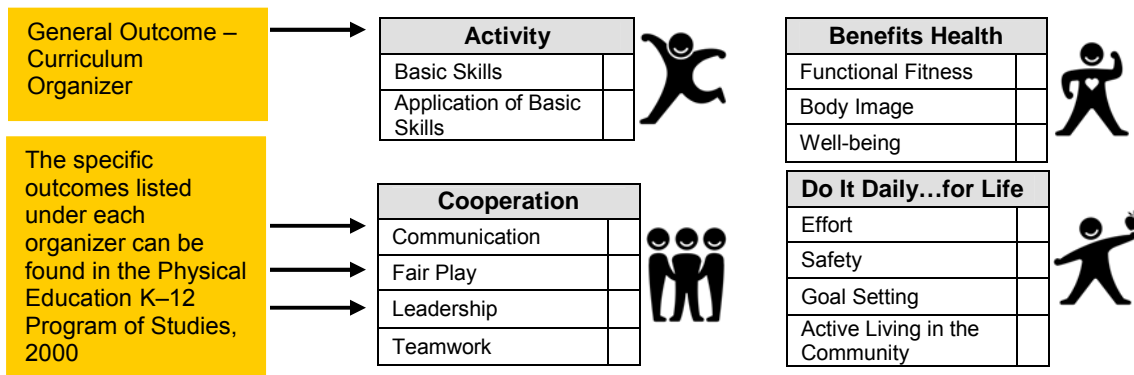 General Outcome –
Curriculum
Organizer
The specific
outcomes listed
under each
organizer can be
found in the Physical
Education K–12
Program of Studies,
2000
Activity
Basic Skills
Application of Basic
Skills
Cooperation
Communication
Fair Play
Leadership
Teamwork
Benefits Health
Functional Fitness
Body Image
Well-being
Do It Daily…for Life
Effort
Safety
Goal Setting
Active Living in the
Community